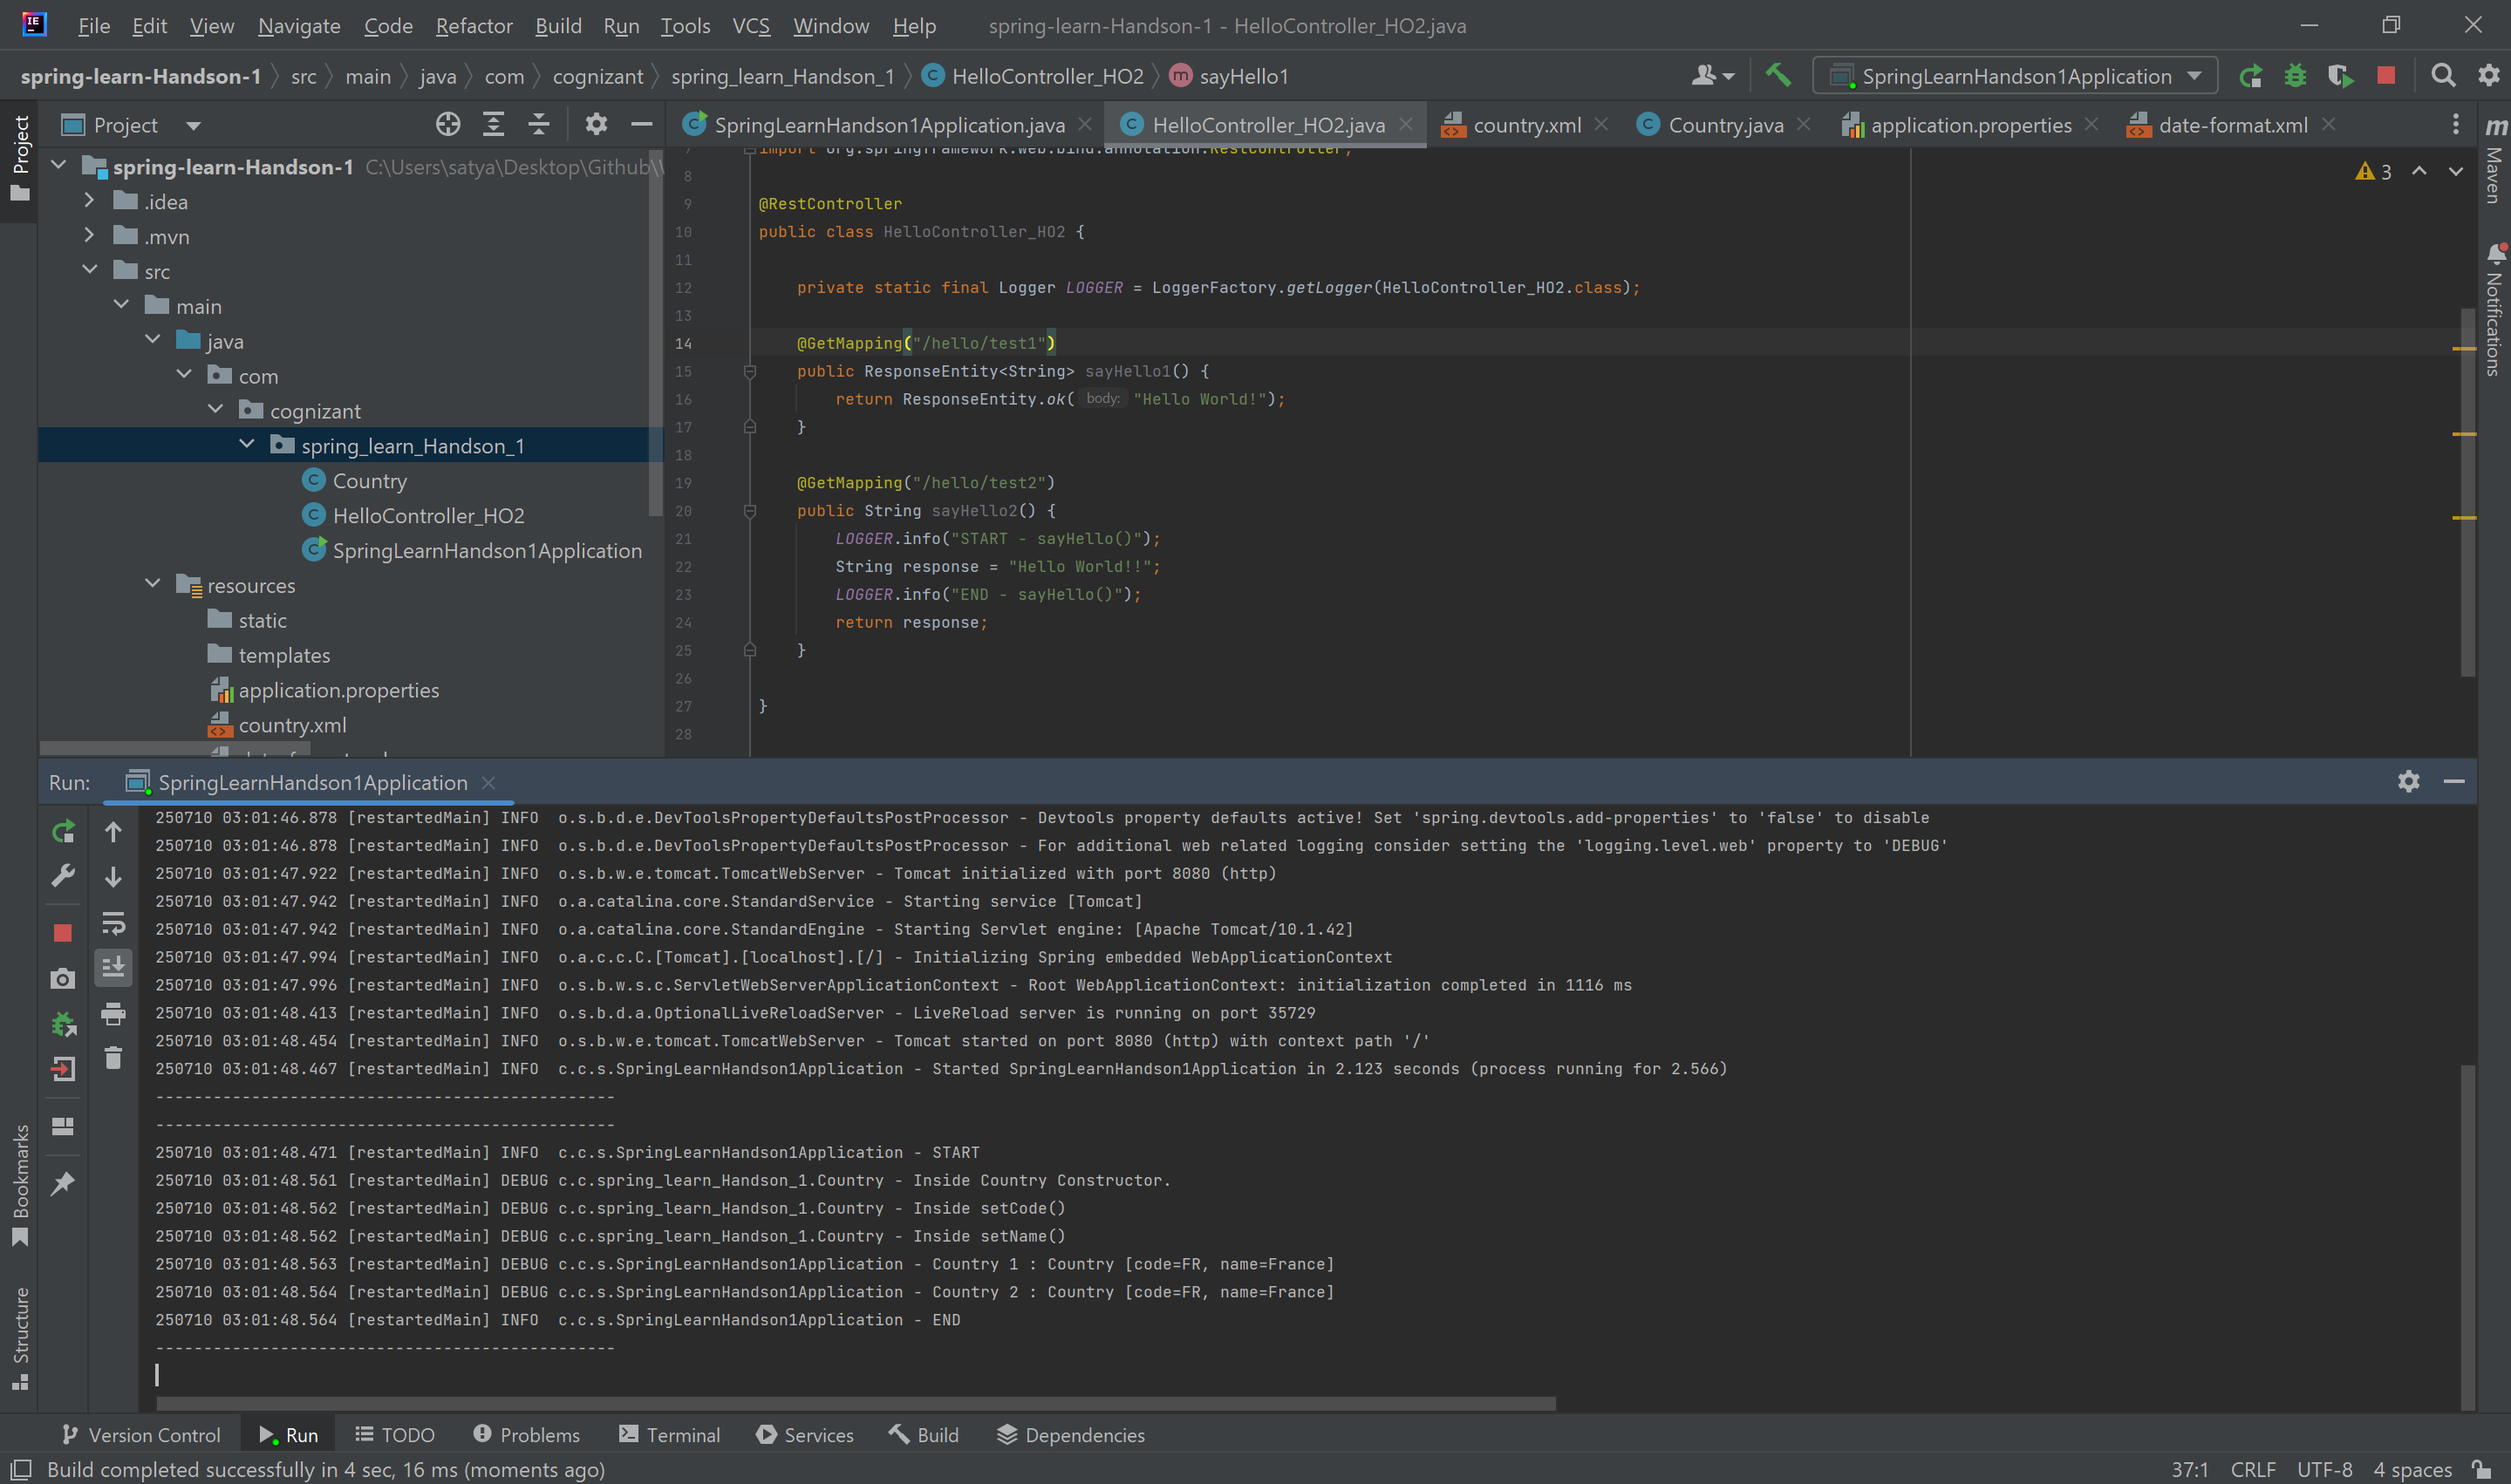 File Edit View Navigate Code Refactor Build Run Tools VCS Window Help spring-learn-Handson-1 - HelloController_HO2.java
spring-learn-Handson-1 src main java com cognizant spring_learn_Handson_1 HelloController_HO2 sayHello1 SpringLearnHandson1Application
Project
SpringLearnHandson1Application.java HelloController_HO2.java country.xml Country.java application.properties date-format.xml
Project
Bookmarks
Structure
Maven
Notifications
spring-learn-Handson-1 C:\Users\satya\Desktop\Github\
.idea
.mvn
src
main
java
com
cognizant
spring_learn_Handson_1
Country
HelloController_HO2
SpringLearnHandson1Application
resources
static
templates
application.properties
country.xml
3
7 import org.springframework.web.bind.annotation.RestController;
8
9 @RestController
10 public class HelloController_HO2 {
11
12 private static final Logger LOGGER = LoggerFactory.getLogger(HelloController_HO2.class);
13
14 @GetMapping("/hello/test1")
15 public ResponseEntity<String> sayHello1() {
16 return ResponseEntity.ok( body: "Hello World!");
17 }
18
19 @GetMapping("/hello/test2")
20 public String sayHello2() {
21 LOGGER.info("START - sayHello()");
22 String response = "Hello World!!";
23 LOGGER.info("END - sayHello()");
24 return response;
25 }
26
27 }
28
Run: SpringLearnHandson1Application
250710 03:01:46.878 [restartedMain] INFO o.s.b.d.e.DevToolsPropertyDefaultsPostProcessor - Devtools property defaults active! Set 'spring.devtools.add-properties' to 'false' to disable
250710 03:01:46.878 [restartedMain] INFO o.s.b.d.e.DevToolsPropertyDefaultsPostProcessor - For additional web related logging consider setting the 'logging.level.web' property to 'DEBUG'
250710 03:01:47.922 [restartedMain] INFO o.s.b.w.e.tomcat.TomcatWebServer - Tomcat initialized with port 8080 (http)
250710 03:01:47.942 [restartedMain] INFO o.a.catalina.core.StandardService - Starting service [Tomcat]
250710 03:01:47.942 [restartedMain] INFO o.a.catalina.core.StandardEngine - Starting Servlet engine: [Apache Tomcat/10.1.42]
250710 03:01:47.994 [restartedMain] INFO o.a.c.c.C.[Tomcat].[localhost].[/] - Initializing Spring embedded WebApplicationContext
250710 03:01:47.996 [restartedMain] INFO o.s.b.w.s.c.ServletWebServerApplicationContext - Root WebApplicationContext: initialization completed in 1116 ms
250710 03:01:48.413 [restartedMain] INFO o.s.b.d.a.OptionalLiveReloadServer - LiveReload server is running on port 35729
250710 03:01:48.454 [restartedMain] INFO o.s.b.w.e.tomcat.TomcatWebServer - Tomcat started on port 8080 (http) with context path '/'
250710 03:01:48.467 [restartedMain] INFO c.c.s.SpringLearnHandson1Application - Started SpringLearnHandson1Application in 2.123 seconds (process running for 2.566)
------------------------------------------------
------------------------------------------------
250710 03:01:48.471 [restartedMain] INFO c.c.s.SpringLearnHandson1Application - START
250710 03:01:48.561 [restartedMain] DEBUG c.c.spring_learn_Handson_1.Country - Inside Country Constructor.
250710 03:01:48.562 [restartedMain] DEBUG c.c.spring_learn_Handson_1.Country - Inside setCode()
250710 03:01:48.562 [restartedMain] DEBUG c.c.spring_learn_Handson_1.Country - Inside setName()
250710 03:01:48.563 [restartedMain] DEBUG c.c.s.SpringLearnHandson1Application - Country 1 : Country [code=FR, name=France]
250710 03:01:48.564 [restartedMain] DEBUG c.c.s.SpringLearnHandson1Application - Country 2 : Country [code=FR, name=France]
250710 03:01:48.564 [restartedMain] INFO c.c.s.SpringLearnHandson1Application - END
------------------------------------------------
Version Control Run TODO Problems Terminal Services Build Dependencies
Build completed successfully in 4 sec, 16 ms (moments ago) 37:1 CRLF UTF-8 4 spaces